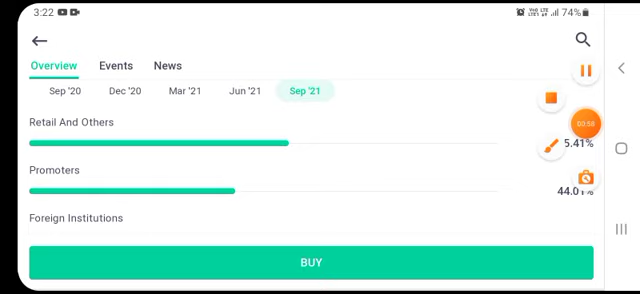 3:22 74%
Overview Events News
Sep '20 Dec '20 Mar '21 Jun '21 Sep '21
Retail And Others
5.41%
Promoters
Foreign Institutions
BUY